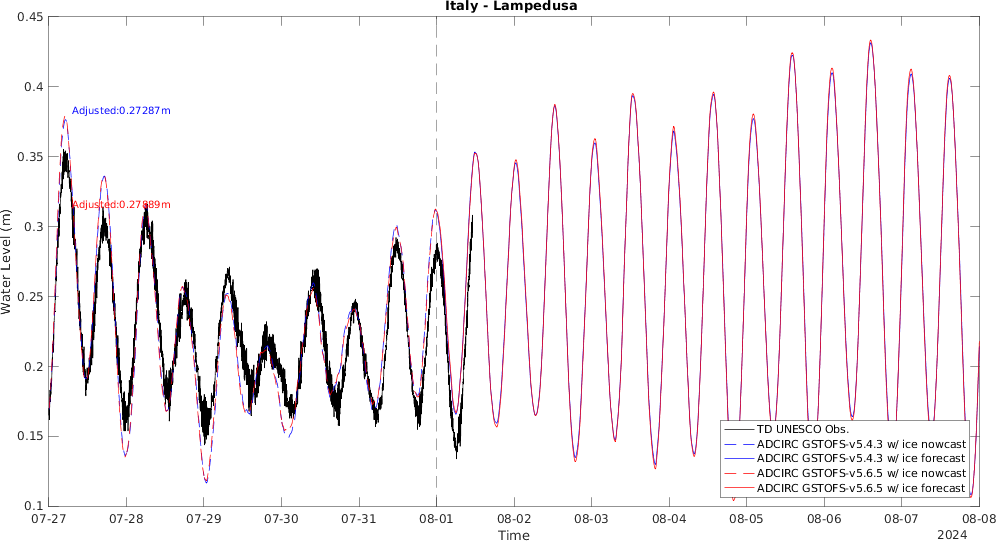 Italy - Lampedusa
0.45
0.4
0.35
0.3
0.25
0.2
0.15
0.1
Water Level (m)
Adjusted:0.27287m
Adjusted:0.27889m
TD UNESCO Obs.
ADCIRC GSTOFS-v5.4.3 w/ ice nowcast
ADCIRC GSTOFS-v5.4.3 w/ ice forecast
ADCIRC GSTOFS-v5.6.5 w/ ice nowcast
ADCIRC GSTOFS-v5.6.5 w/ ice forecast
07-27 07-28 07-29 07-30 07-31 08-01 08-02 08-03 08-04 08-05 08-06 08-07 08-08
Time
2024